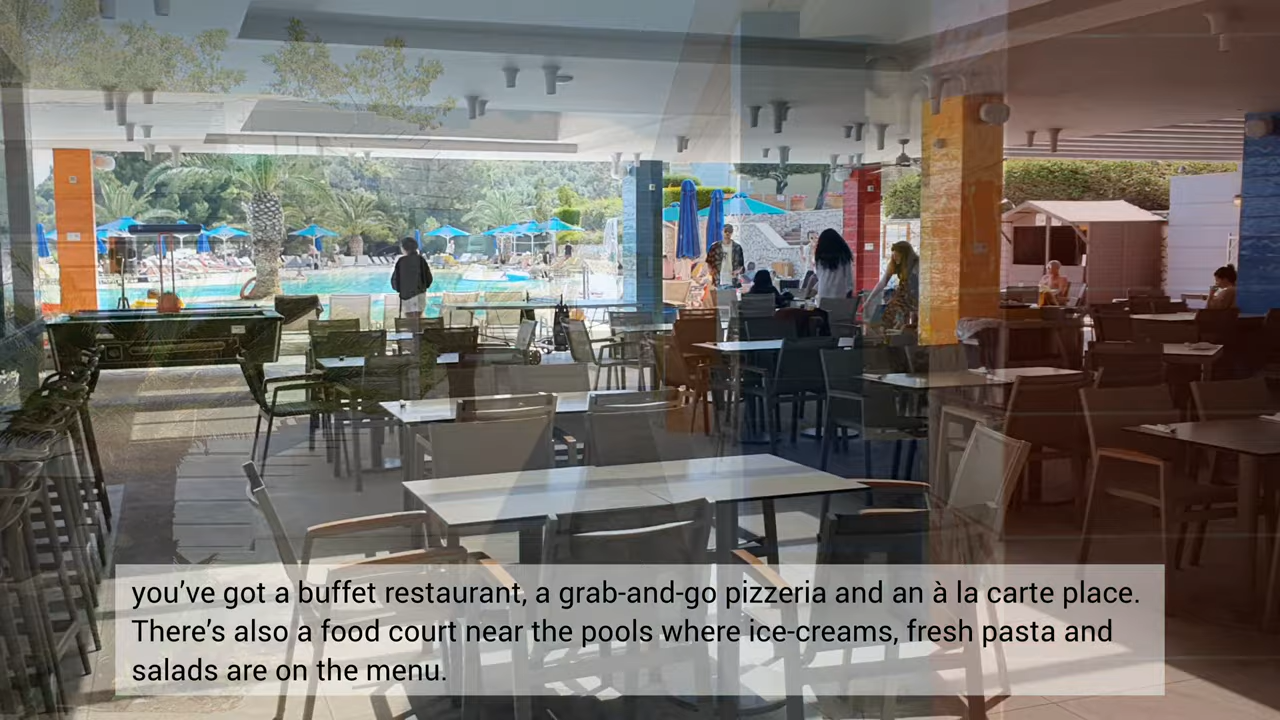 you’ve got a buffet restaurant, a grab-and-go pizzeria and an à la carte place.
There’s also a food court near the pools where ice-creams, fresh pasta and
salads are on the menu.